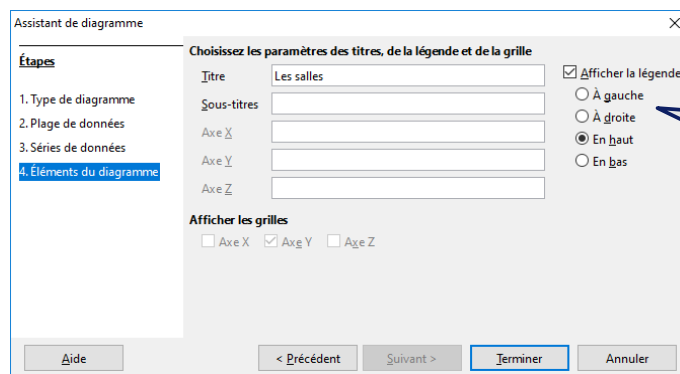 Assistant de diagramme
Étapes
1. Type de diagramme
2. Plage de données
3. Séries de données
4. Éléments du diagramme
Choisissez les paramètres des titres, de la légende et de la grille
Titre Les salles
Sous-titres
Axe X
Axe Y
Axe Z
Afficher la légende
À gauche
À droite
En haut
En bas
Afficher les grilles
Axe X Axe Y Axe Z
Aide < Précédent Suivant > Terminer Annuler